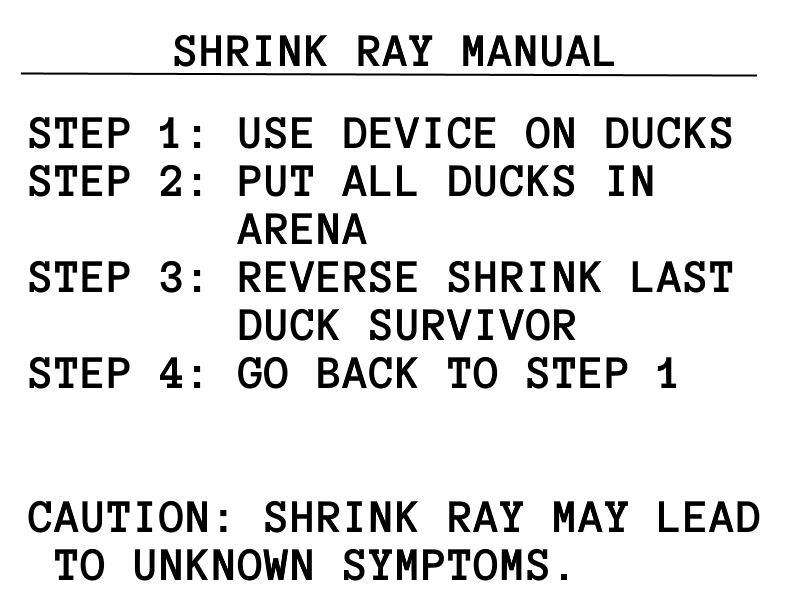 SHRINK RAY MANUAL
STEP 1: USE DEVICE ON DUCKS
STEP 2: PUT ALL DUCKS IN
ARENA
STEP 3: REVERSE SHRINK LAST
DUCK SURVIVOR
STEP 4: GO BACK TO STEP 1
CAUTION: SHRINK RAY MAY LEAD
TO UNKNOWN SYMPTOMS.